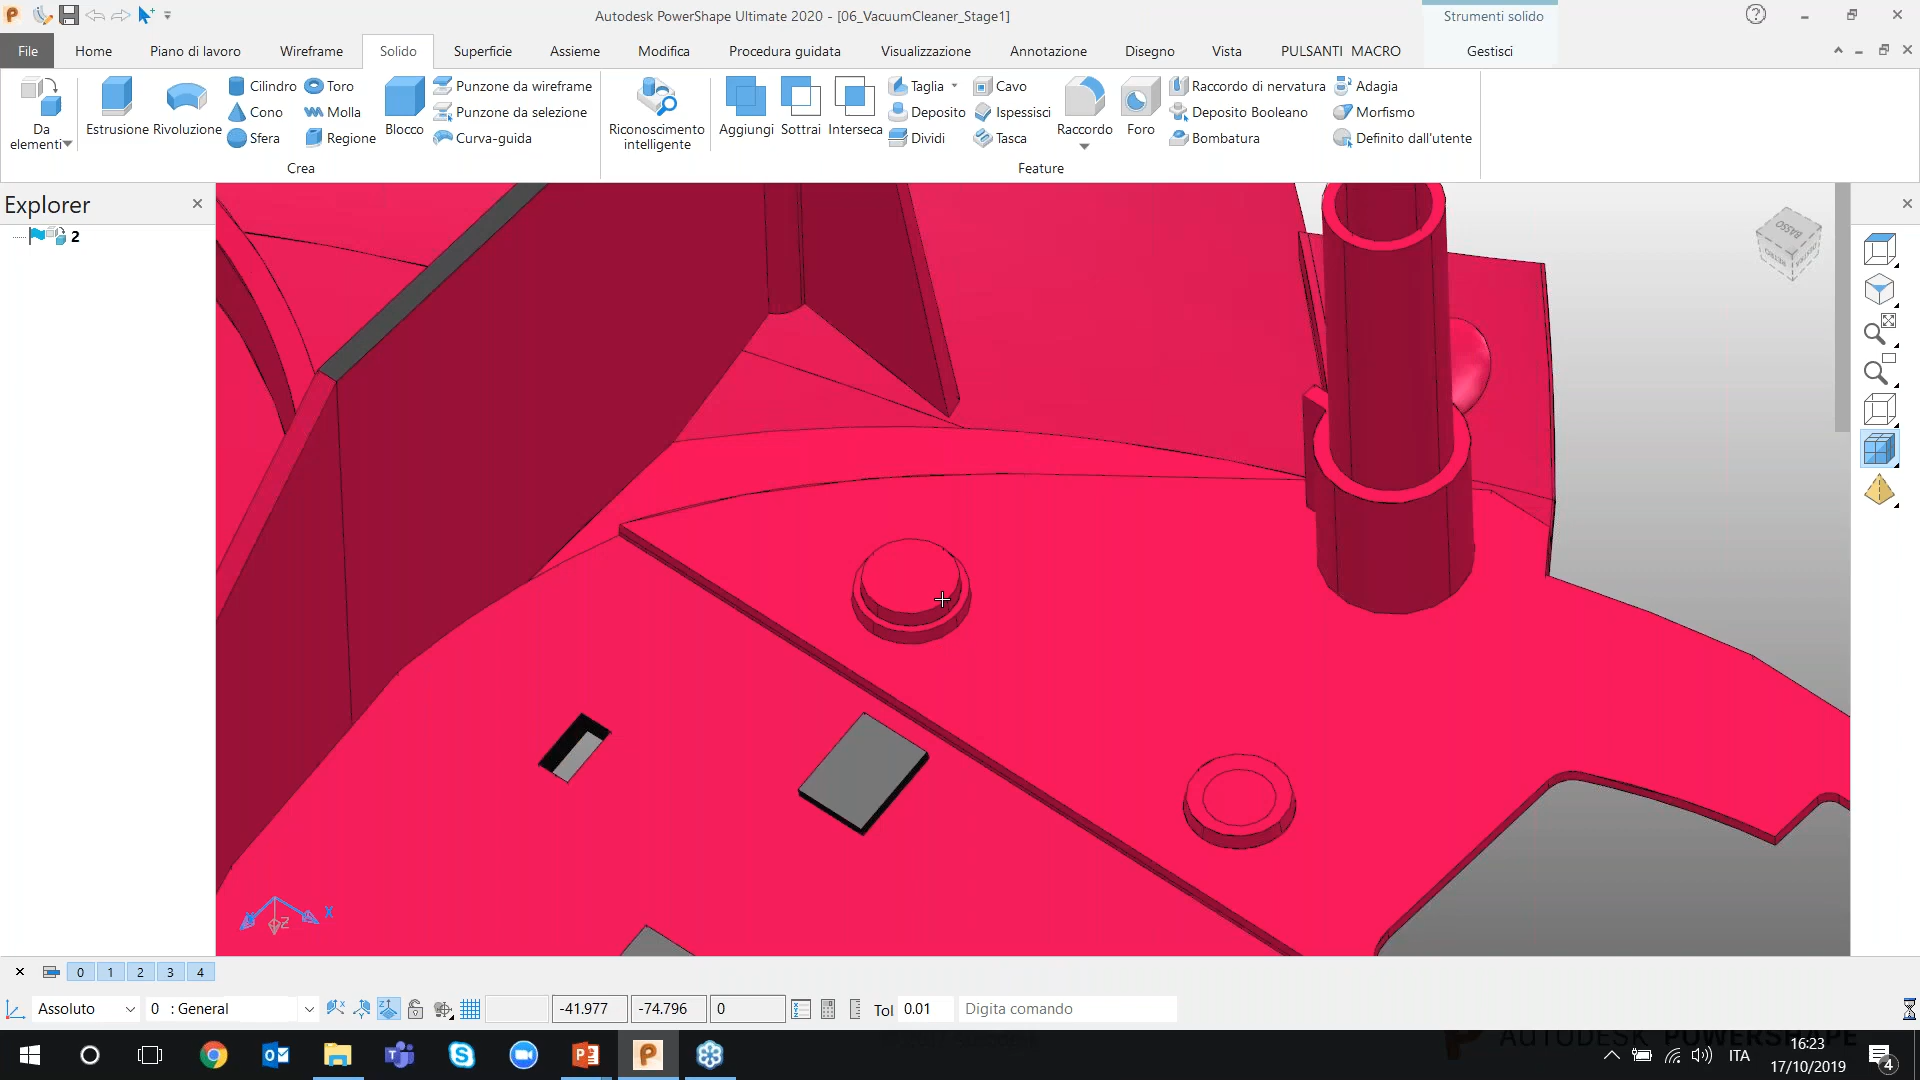 Autodesk PowerShape Ultimate 2020 - [06_VacuumCleaner_Stage1]
Strumenti solido
File Home Piano di lavoro Wireframe Solido Superficie Assieme Modifica Procedura guidata Visualizzazione Annotazione Disegno Vista PULSANTI MACRO Gestisci
Da elementi
Estrusione
Rivoluzione
Cilindro
Cono
Sfera
Toro
Molla
Regione
Blocco
Punzone da wireframe
Punzone da selezione
Curva-guida
Crea
Riconoscimento
intelligente
Aggiungi
Sottrai
Interseca
Taglia
Deposito
Dividi
Cavo
Ispessisci
Tasca
Raccordo
Foro
Raccordo di nervatura
Deposito Booleano
Bombatura
Adagia
Morfismo
Definito dall'utente
Feature
Explorer
2
BASSO
X
Z
0 1 2 3 4
Assoluto 0 : General -41.977 -74.796 0 Tol 0.01 Digita comando
AUTODESK POWERSHAPE
ITA
16:23
17/10/2019
4